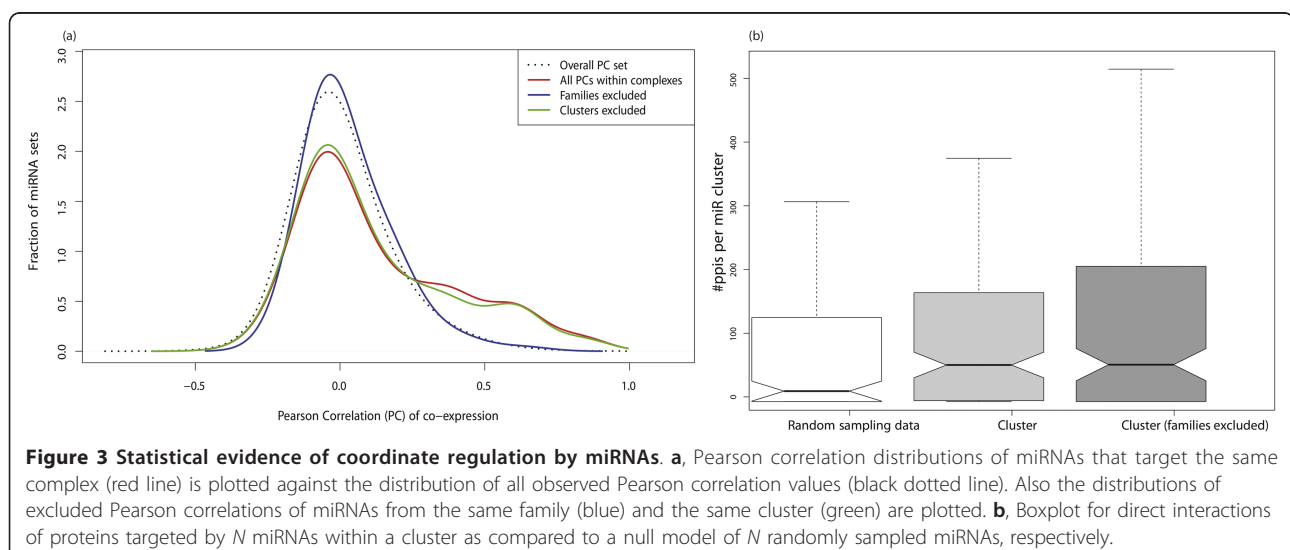 (a)
3.0
2.5
2.0
1.5
1.0
0.5
0.0
Fraction of miRNA sets
Overall PC set
All PCs within complexes
Families excluded
Clusters excluded
−0.5
0.0
0.5
1.0
Pearson Correlation (PC) of co−expression
(b)
500
400
300
200
100
0
#ppis per miR cluster
Random sampling data
Cluster
Cluster (families excluded)
Figure 3 Statistical evidence of coordinate regulation by miRNAs. a, Pearson correlation distributions of miRNAs that target the same
complex (red line) is plotted against the distribution of all observed Pearson correlation values (black dotted line). Also the distributions of
excluded Pearson correlations of miRNAs from the same family (blue) and the same cluster (green) are plotted. b, Boxplot for direct interactions
of proteins targeted by N miRNAs within a cluster as compared to a null model of N randomly sampled miRNAs, respectively.